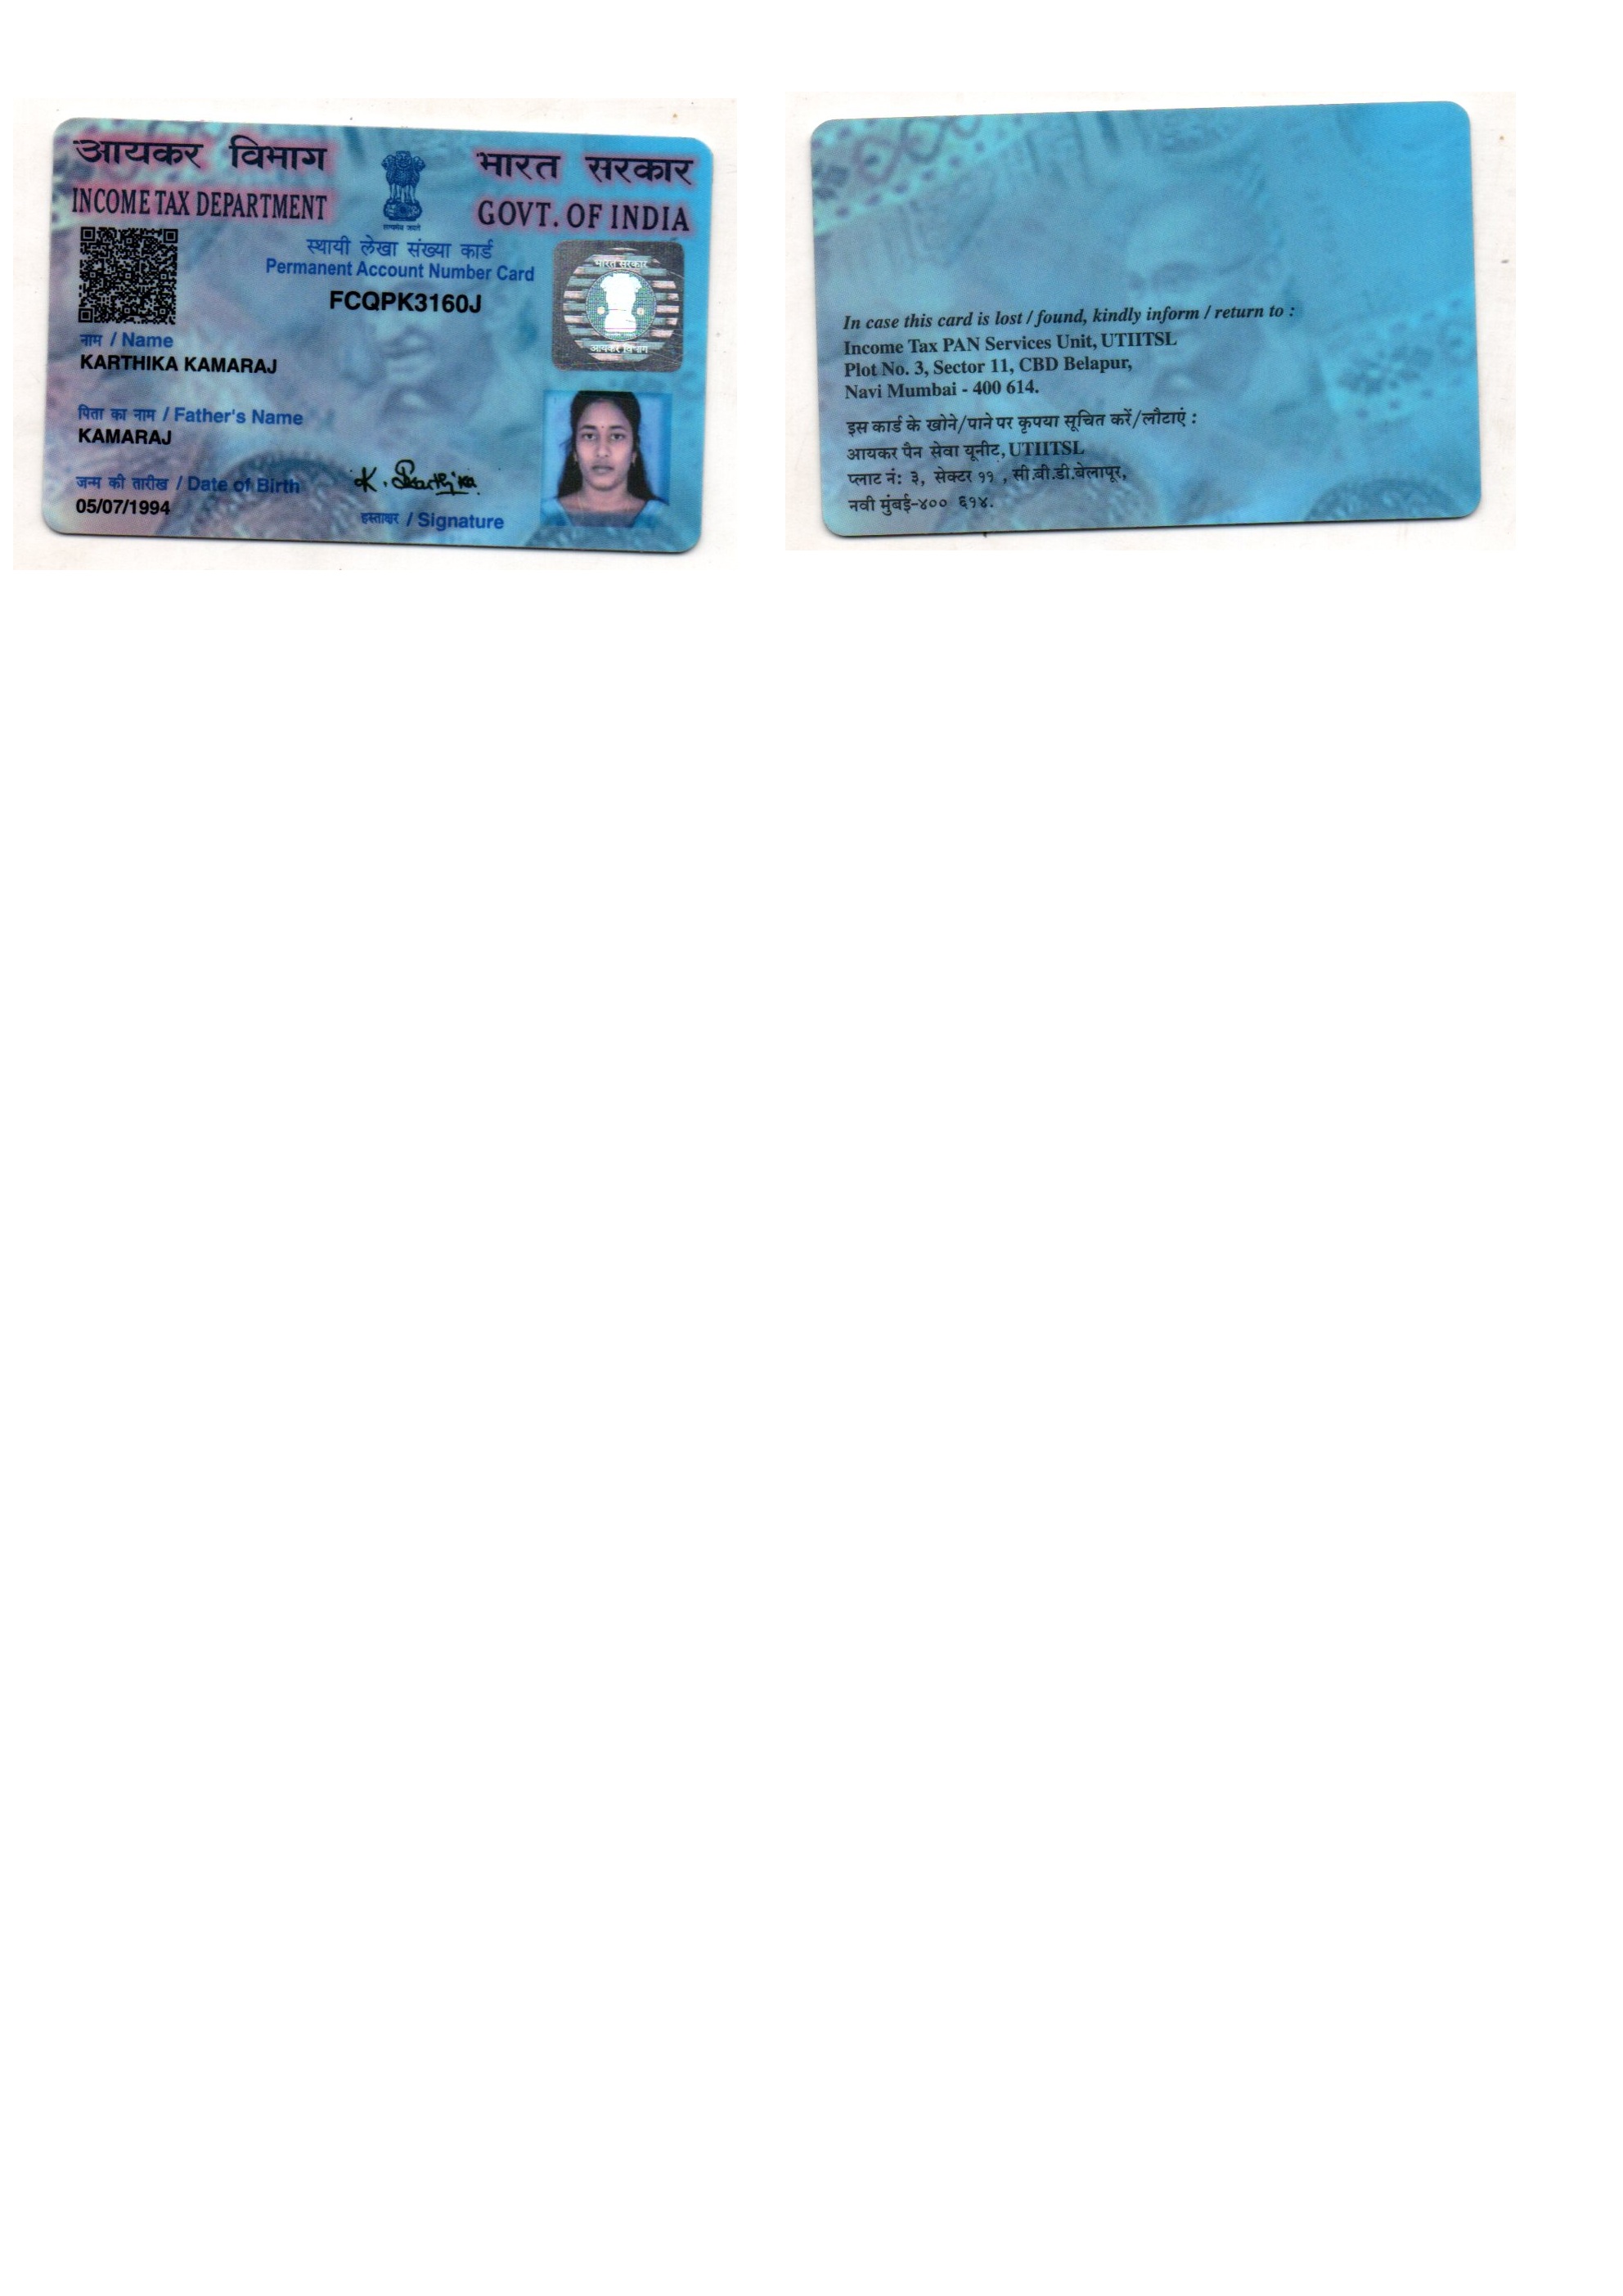 आयकर विभाग
INCOME TAX DEPARTMENT
सत्यमेव जयते
भारत सरकार
GOVT. OF INDIA
स्थायी लेखा संख्या कार्ड
Permanent Account Number Card
FCQPK3160J
भारत सरकार
आयकर विभाग
नाम / Name
KARTHIKA KAMARAJ
पिता का नाम / Father's Name
KAMARAJ
जन्म की तारीख / Date of Birth
05/07/1994
K. Karthika
हस्ताक्षर / Signature
In case this card is lost / found, kindly inform / return to :
Income Tax PAN Services Unit, UTIITSL
Plot No. 3, Sector 11, CBD Belapur,
Navi Mumbai - 400 614.
इस कार्ड के खोने/पाने पर कृपया सूचित करें/लौटाएं :
आयकर पैन सेवा यूनीट, UTIITSL
प्लाट नं: ३, सेक्टर ११ , सी.बी.डी.बेलापूर,
नवी मुंबई-४०० ६१४.